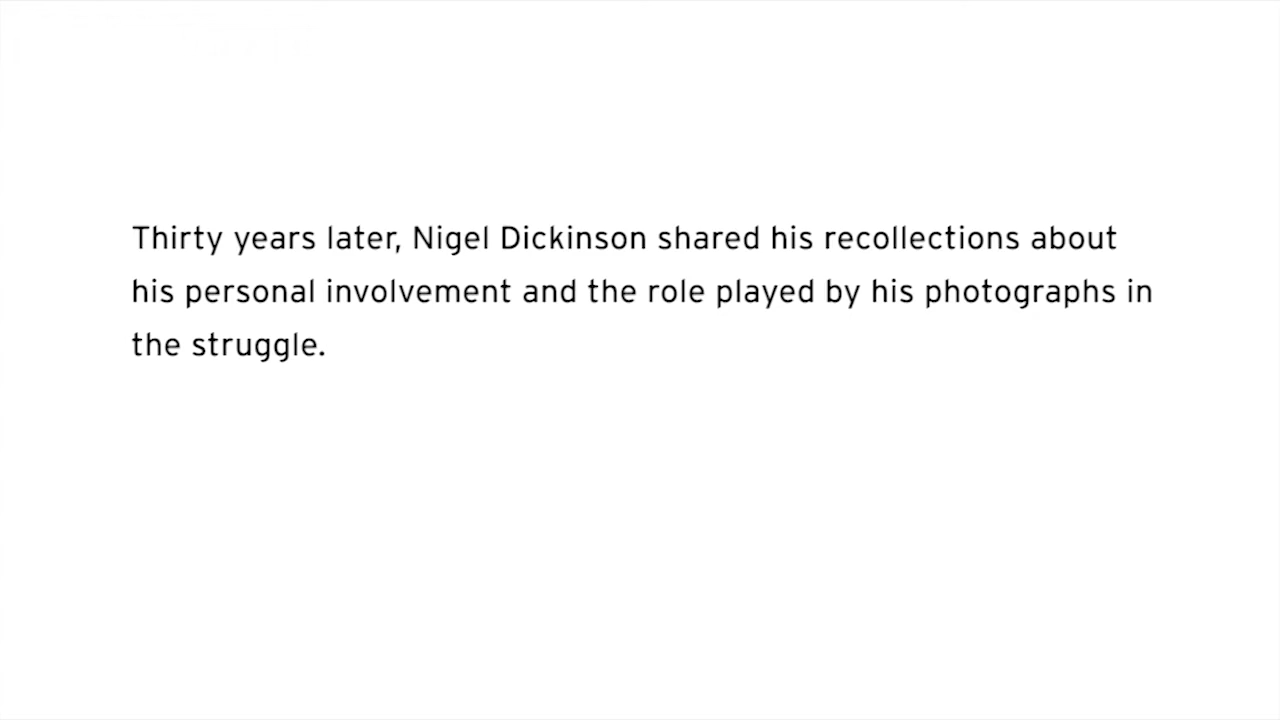 Thirty years later, Nigel Dickinson shared his recollections about
his personal involvement and the role played by his photographs in
the struggle.